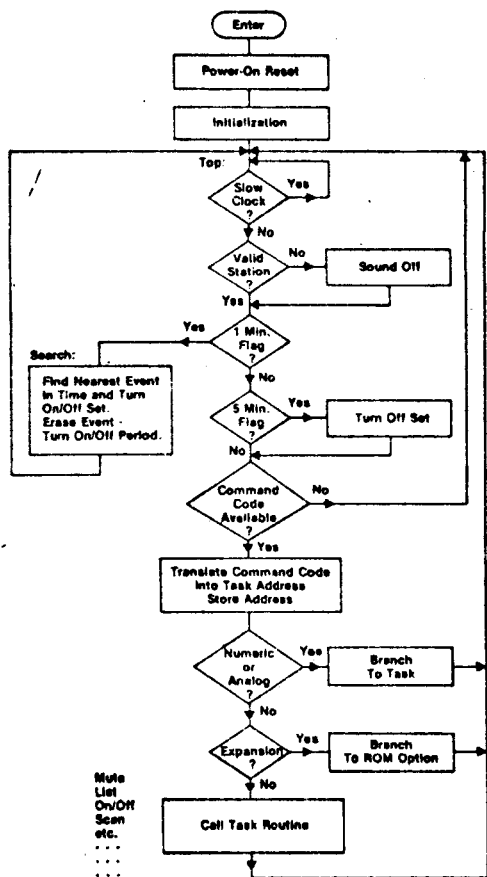 Enter
Power-On Reset
Initialization
Top:
Slow
Clock
?
Yes
No
Valid
Station
?
No
Sound Off
Yes
1 Min.
Flag
?
Yes
Search:
Find Nearest Event
In Time and Turn
On/Off Set.
Erase Event -
Turn On/Off Period.
No
5 Min.
Flag
?
Yes
Turn Off Set
No
Command
Code
Available
?
No
Yes
Translate Command Code
Into Task Address
Store Address
Numeric
or
Analog
?
Yes
Branch
To Task
No
Expansion
?
Yes
Branch
To ROM Option
No
Mute
List
On/Off
Scan
etc.
. . .
. . .
. . .
Call Task Routine